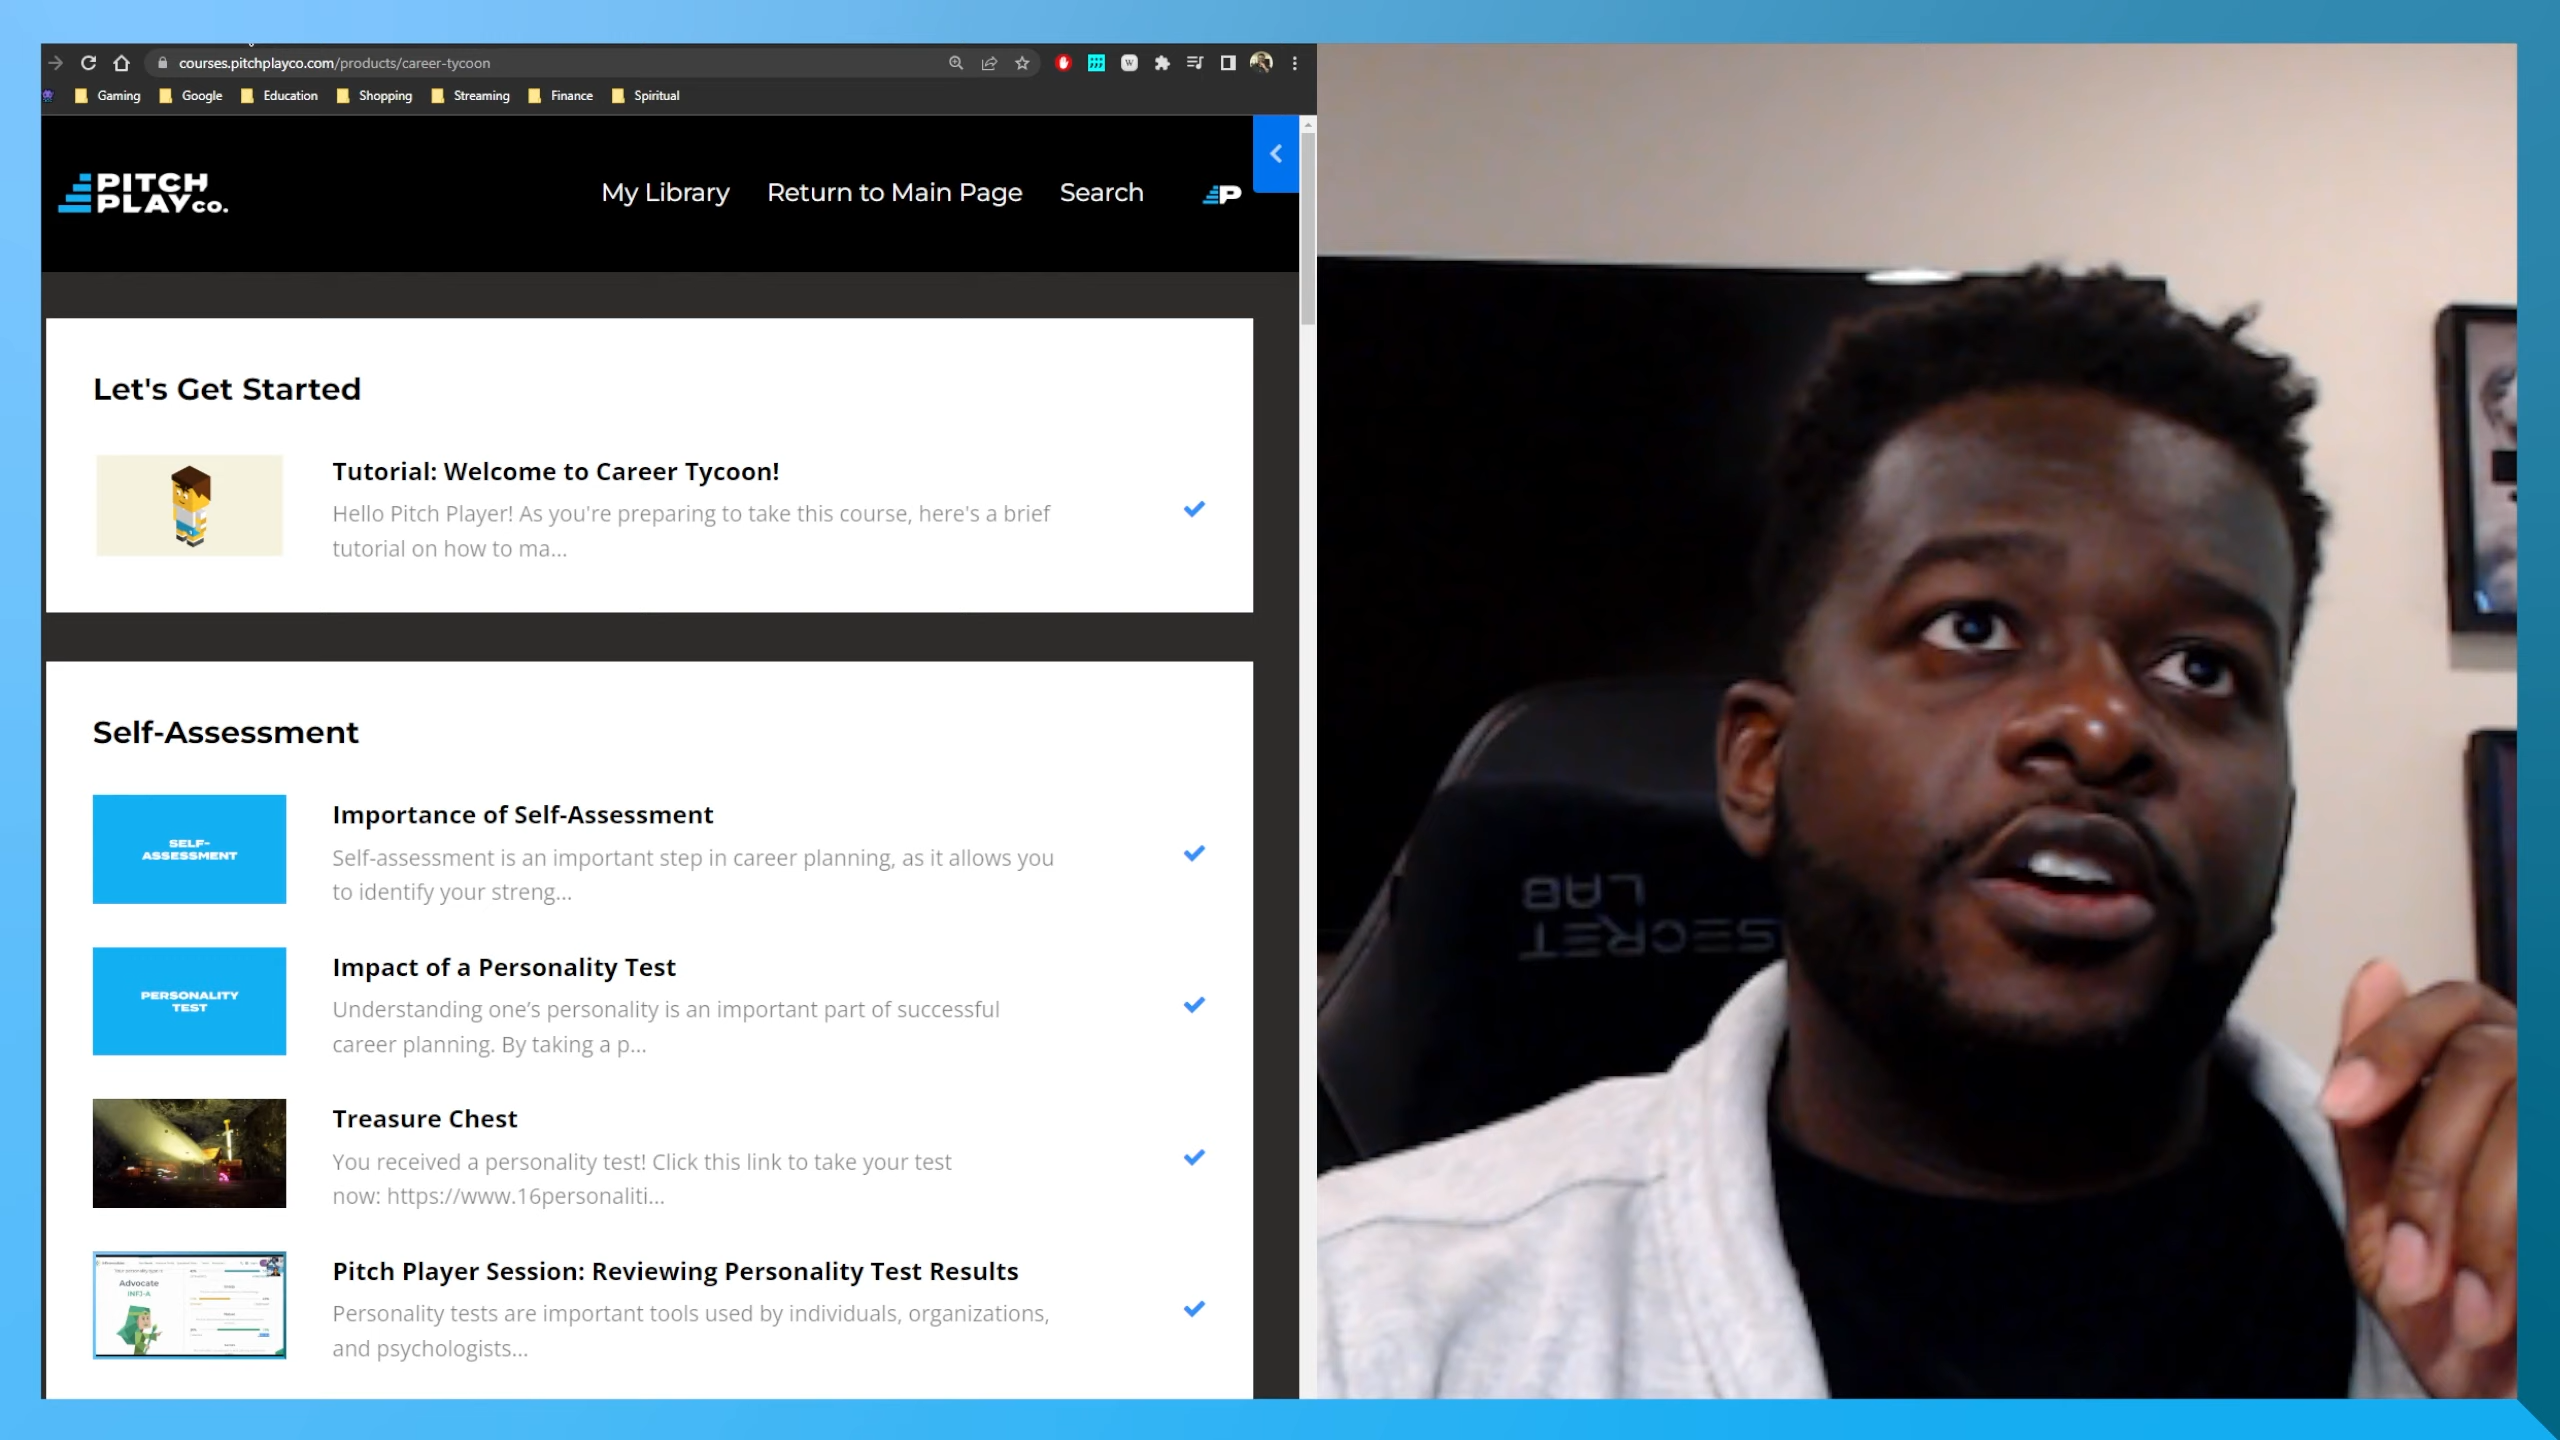 courses.pitchplayco.com/products/career-tycoon
Gaming Google Education Shopping Streaming Finance Spiritual
PITCH
PLAYCO.
My Library Return to Main Page Search
P
Let's Get Started
Tutorial: Welcome to Career Tycoon!
Hello Pitch Player! As you're preparing to take this course, here's a brief
tutorial on how to ma...
Self-Assessment
SELF-
ASSESSMENT
Importance of Self-Assessment
Self-assessment is an important step in career planning, as it allows you
to identify your streng...
PERSONALITY
TEST
Impact of a Personality Test
Understanding one’s personality is an important part of successful
career planning. By taking a p...
Treasure Chest
You received a personality test! Click this link to take your test
now: https://www.16personaliti...
Advocate
INFJ-A
Pitch Player Session: Reviewing Personality Test Results
Personality tests are important tools used by individuals, organizations,
and psychologists...
SECRET
LAB